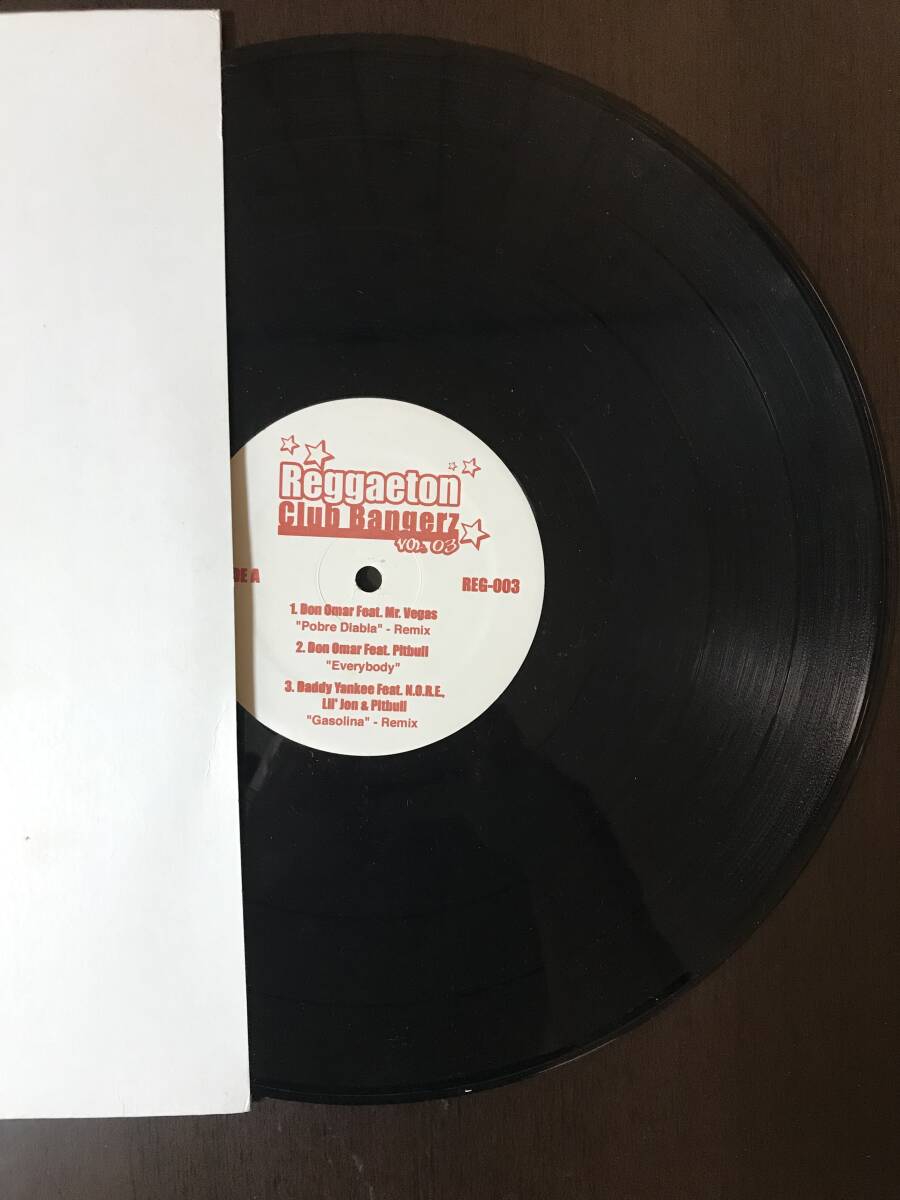 Reggaeton
Club Bangerz
VOL. 03
DE A
REG-003
1. Don Omar Feat. Mr. Vegas
"Pobre Diabla" - Remix
2. Don Omar Feat. Pitbull
"Everybody"
3. Daddy Yankee Feat. N.O.R.E.,
Lil' Jon & Pitbull
"Gasolina" - Remix